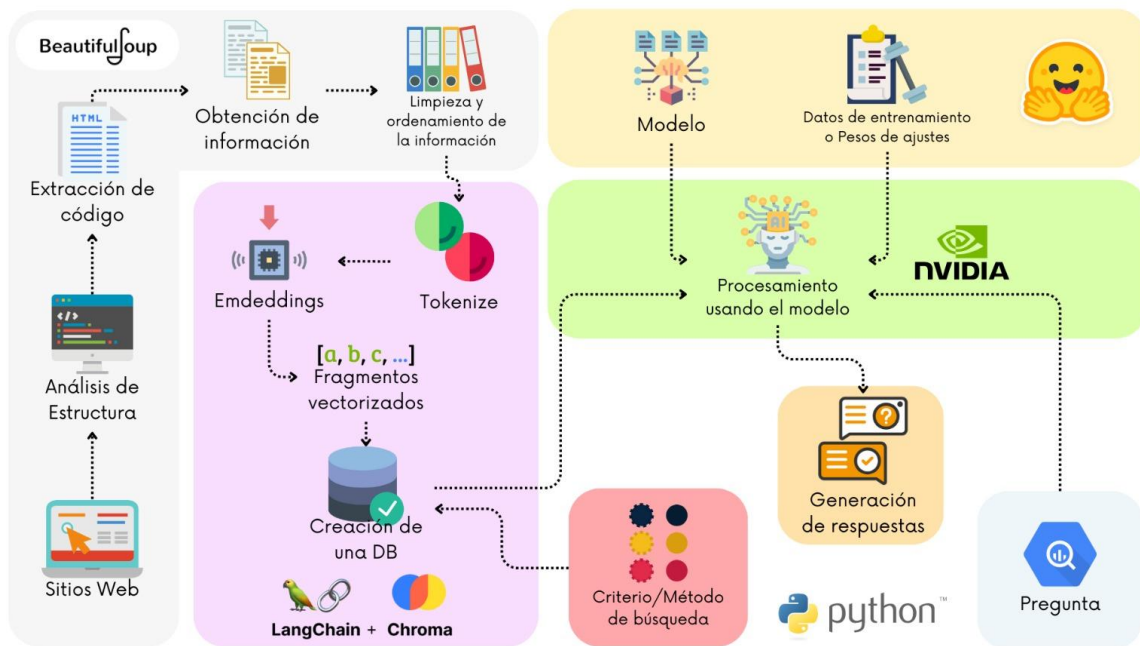 BeautifulSoup
HTML
Extracción de
código
Análisis de
Estructura
Sitios Web
Obtención de
información
Limpieza y
ordenamiento de
la información
Tokenize
Emdeddings
[a, b, c, ...]
Fragmentos
vectorizados
Creación de
una DB
LangChain + Chroma
Modelo
Datos de entrenamiento
o Pesos de ajustes
AI
Procesamiento
usando el modelo
NVIDIA
Generación
de respuestas
Criterio/Método
de búsqueda
python™
Pregunta